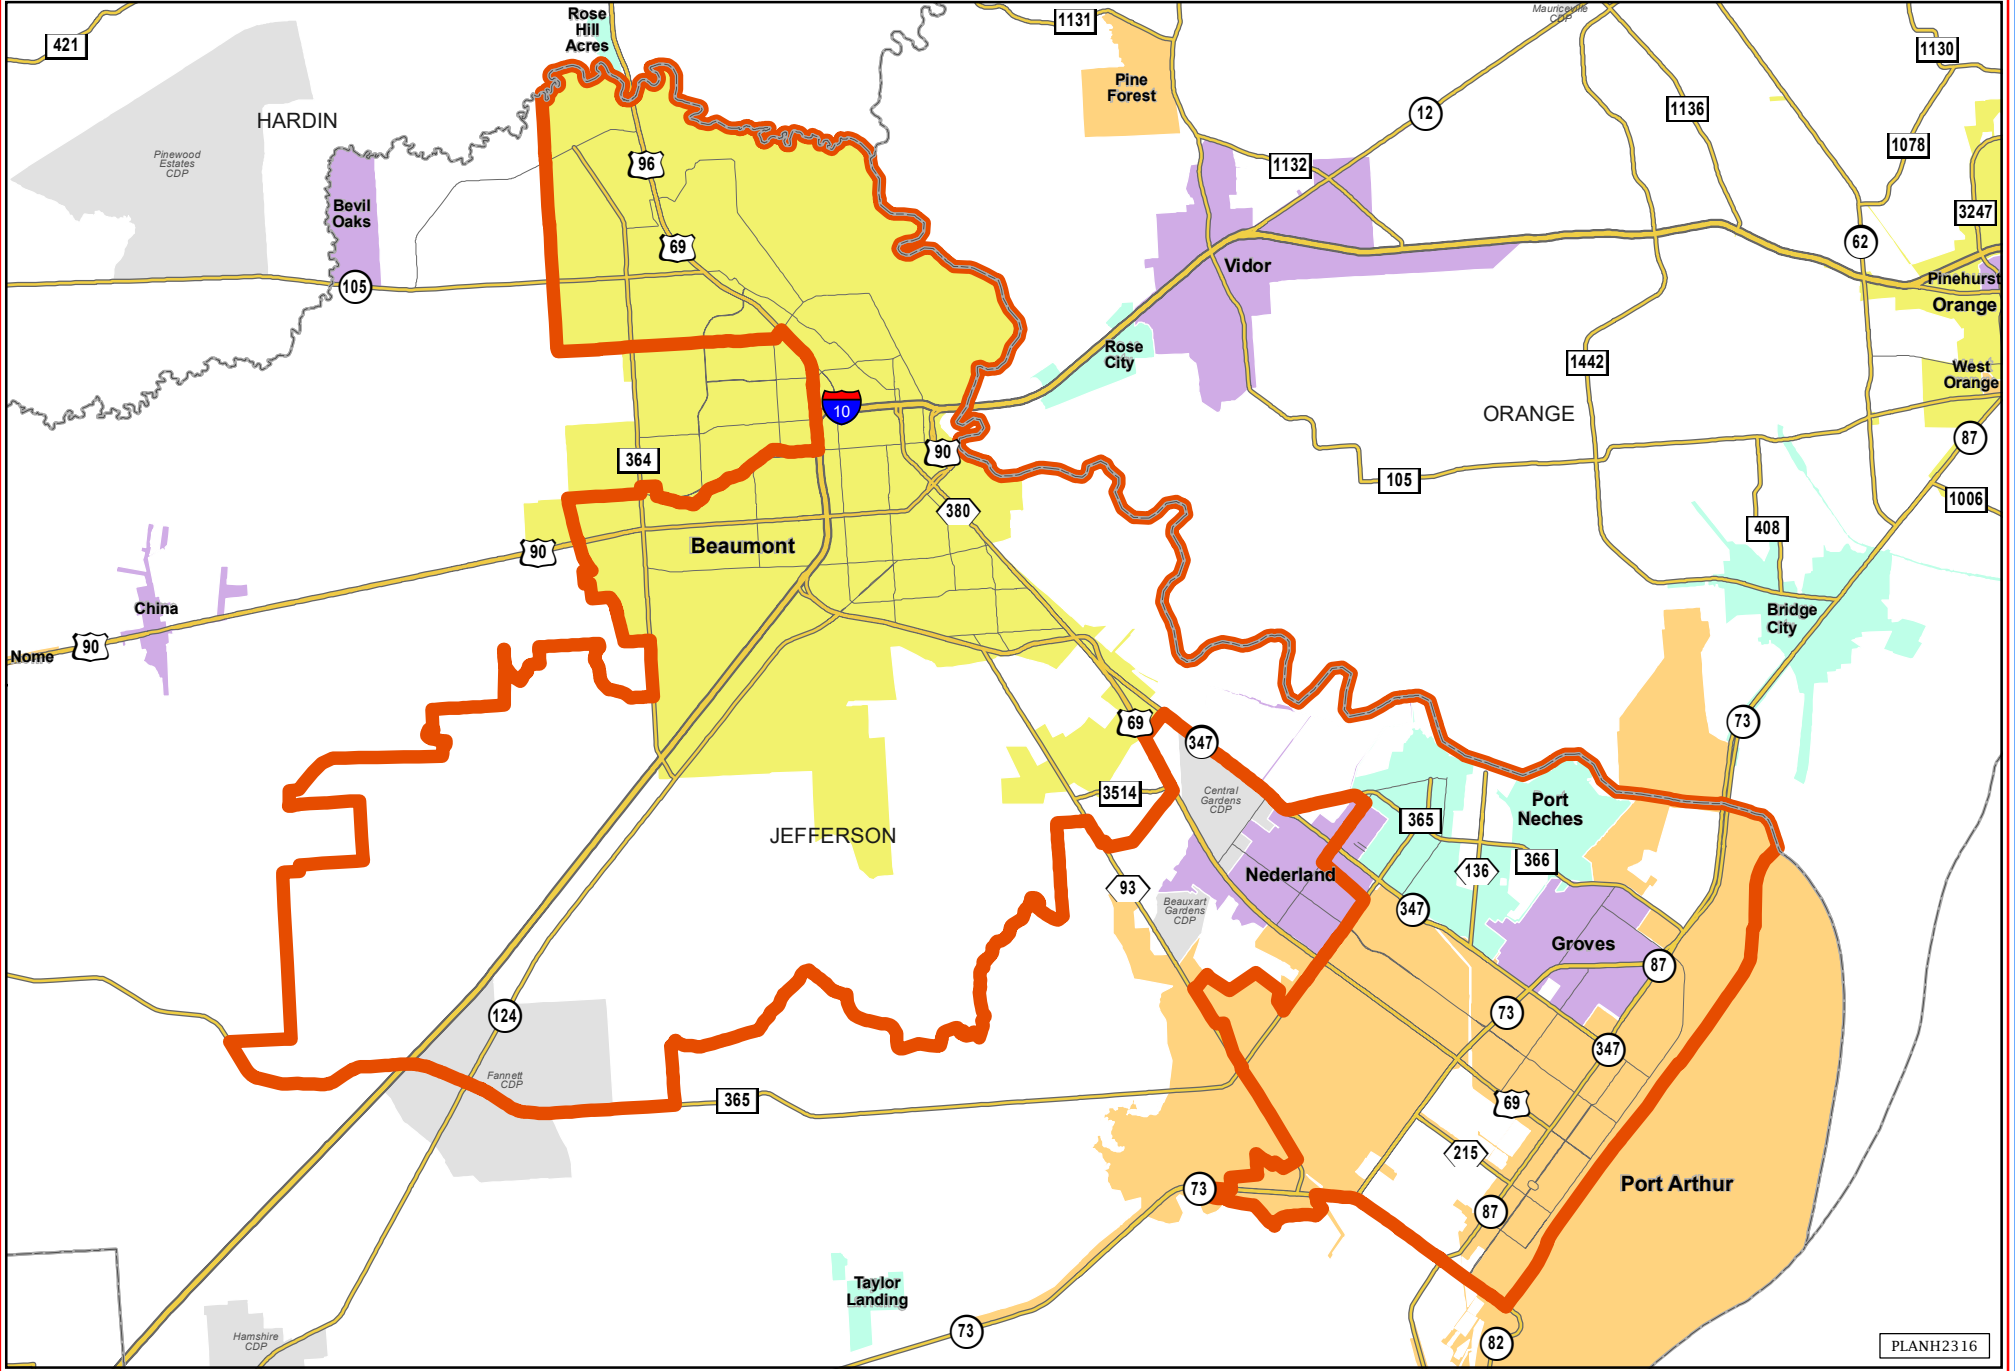 Rose
Hill
Acres
Mauriceville
CDP
421
1131
1130
Pine
Forest
12
1136
HARDIN
1078
Pinewood
Estates
CDP
96
1132
Bevil
Oaks
3247
69
62
Vidor
105
Pinehurst
Orange
Rose
City
1442
West
Orange
10
ORANGE
87
90
364
105
1006
380
408
Beaumont
90
China
Bridge
City
90
Nome
69
347
73
3514
Central
Gardens
CDP
Port
Neches
365
JEFFERSON
366
136
Nederland
93
347
Beauxart
Gardens
CDP
Groves
87
124
73
347
Fannett
CDP
365
69
215
73
Port Arthur
87
Taylor
Landing
73
Hamshire
CDP
82
PLANH2316